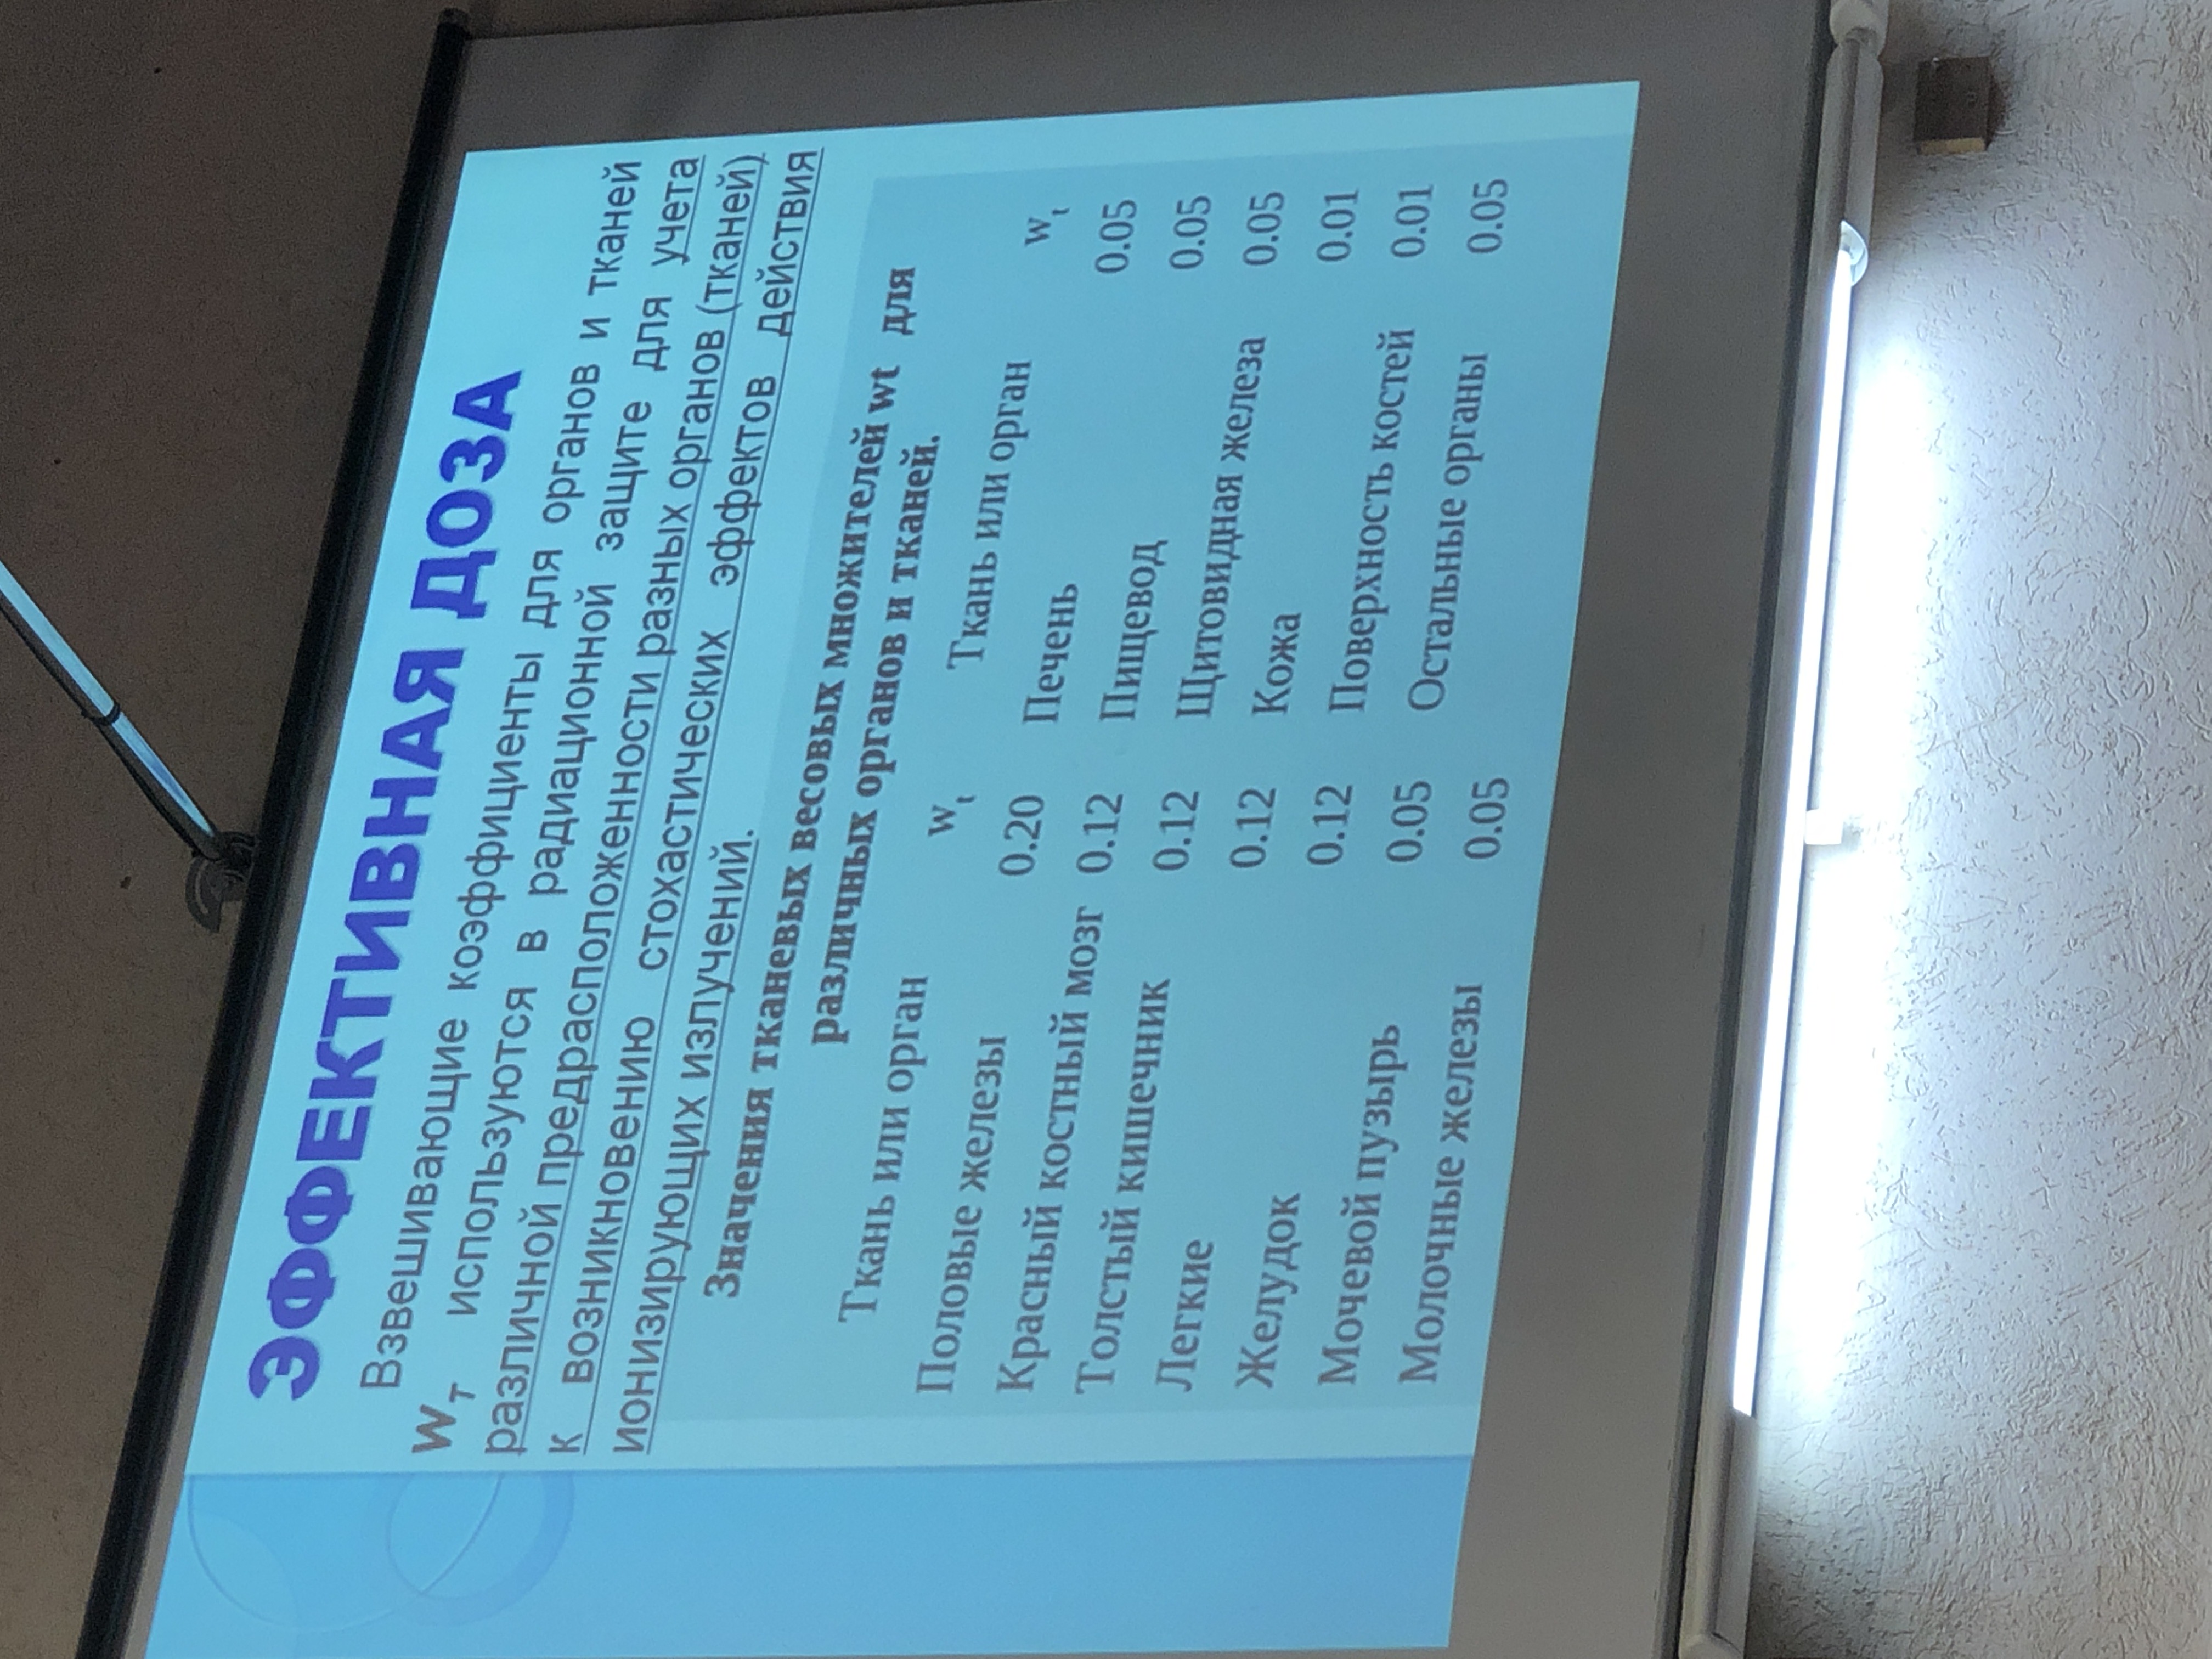 ЭФФЕКТИВНАЯ ДОЗА
Взвешивающие коэффициенты для органов и тканей
W_T используются в радиационной защите для учета
различной предрасположенности разных органов (тканей)
к возникновению стохастических эффектов действия
ионизирующих излучений.
Значения тканевых весовых множителей wt для
различных органов и тканей.
Ткань или орган w_t Ткань или орган w_t
Половые железы 0.20 Печень 0.05
Красный костный мозг 0.12 Пищевод 0.05
Толстый кишечник 0.12 Щитовидная железа 0.05
Легкие 0.12 Кожа 0.01
Желудок 0.12 Поверхность костей 0.01
Мочевой пузырь 0.05 Остальные органы 0.05
Молочные железы 0.05